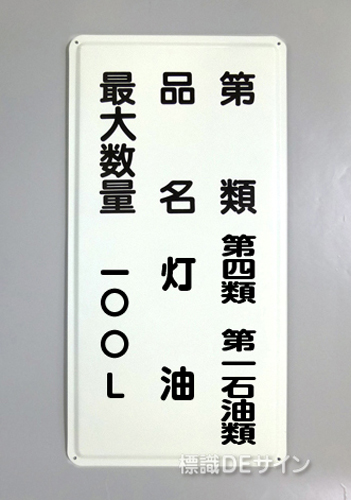 第類 第四類 第一石油類
品名 灯油
最大数量 一〇〇L
標識DEサイン